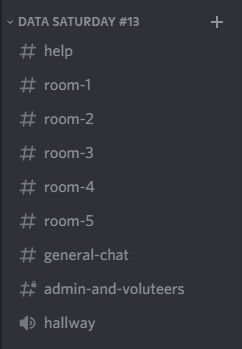 DATA SATURDAY #13
help
room-1
room-2
room-3
room-4
room-5
general-chat
admin-and-voluteers
hallway